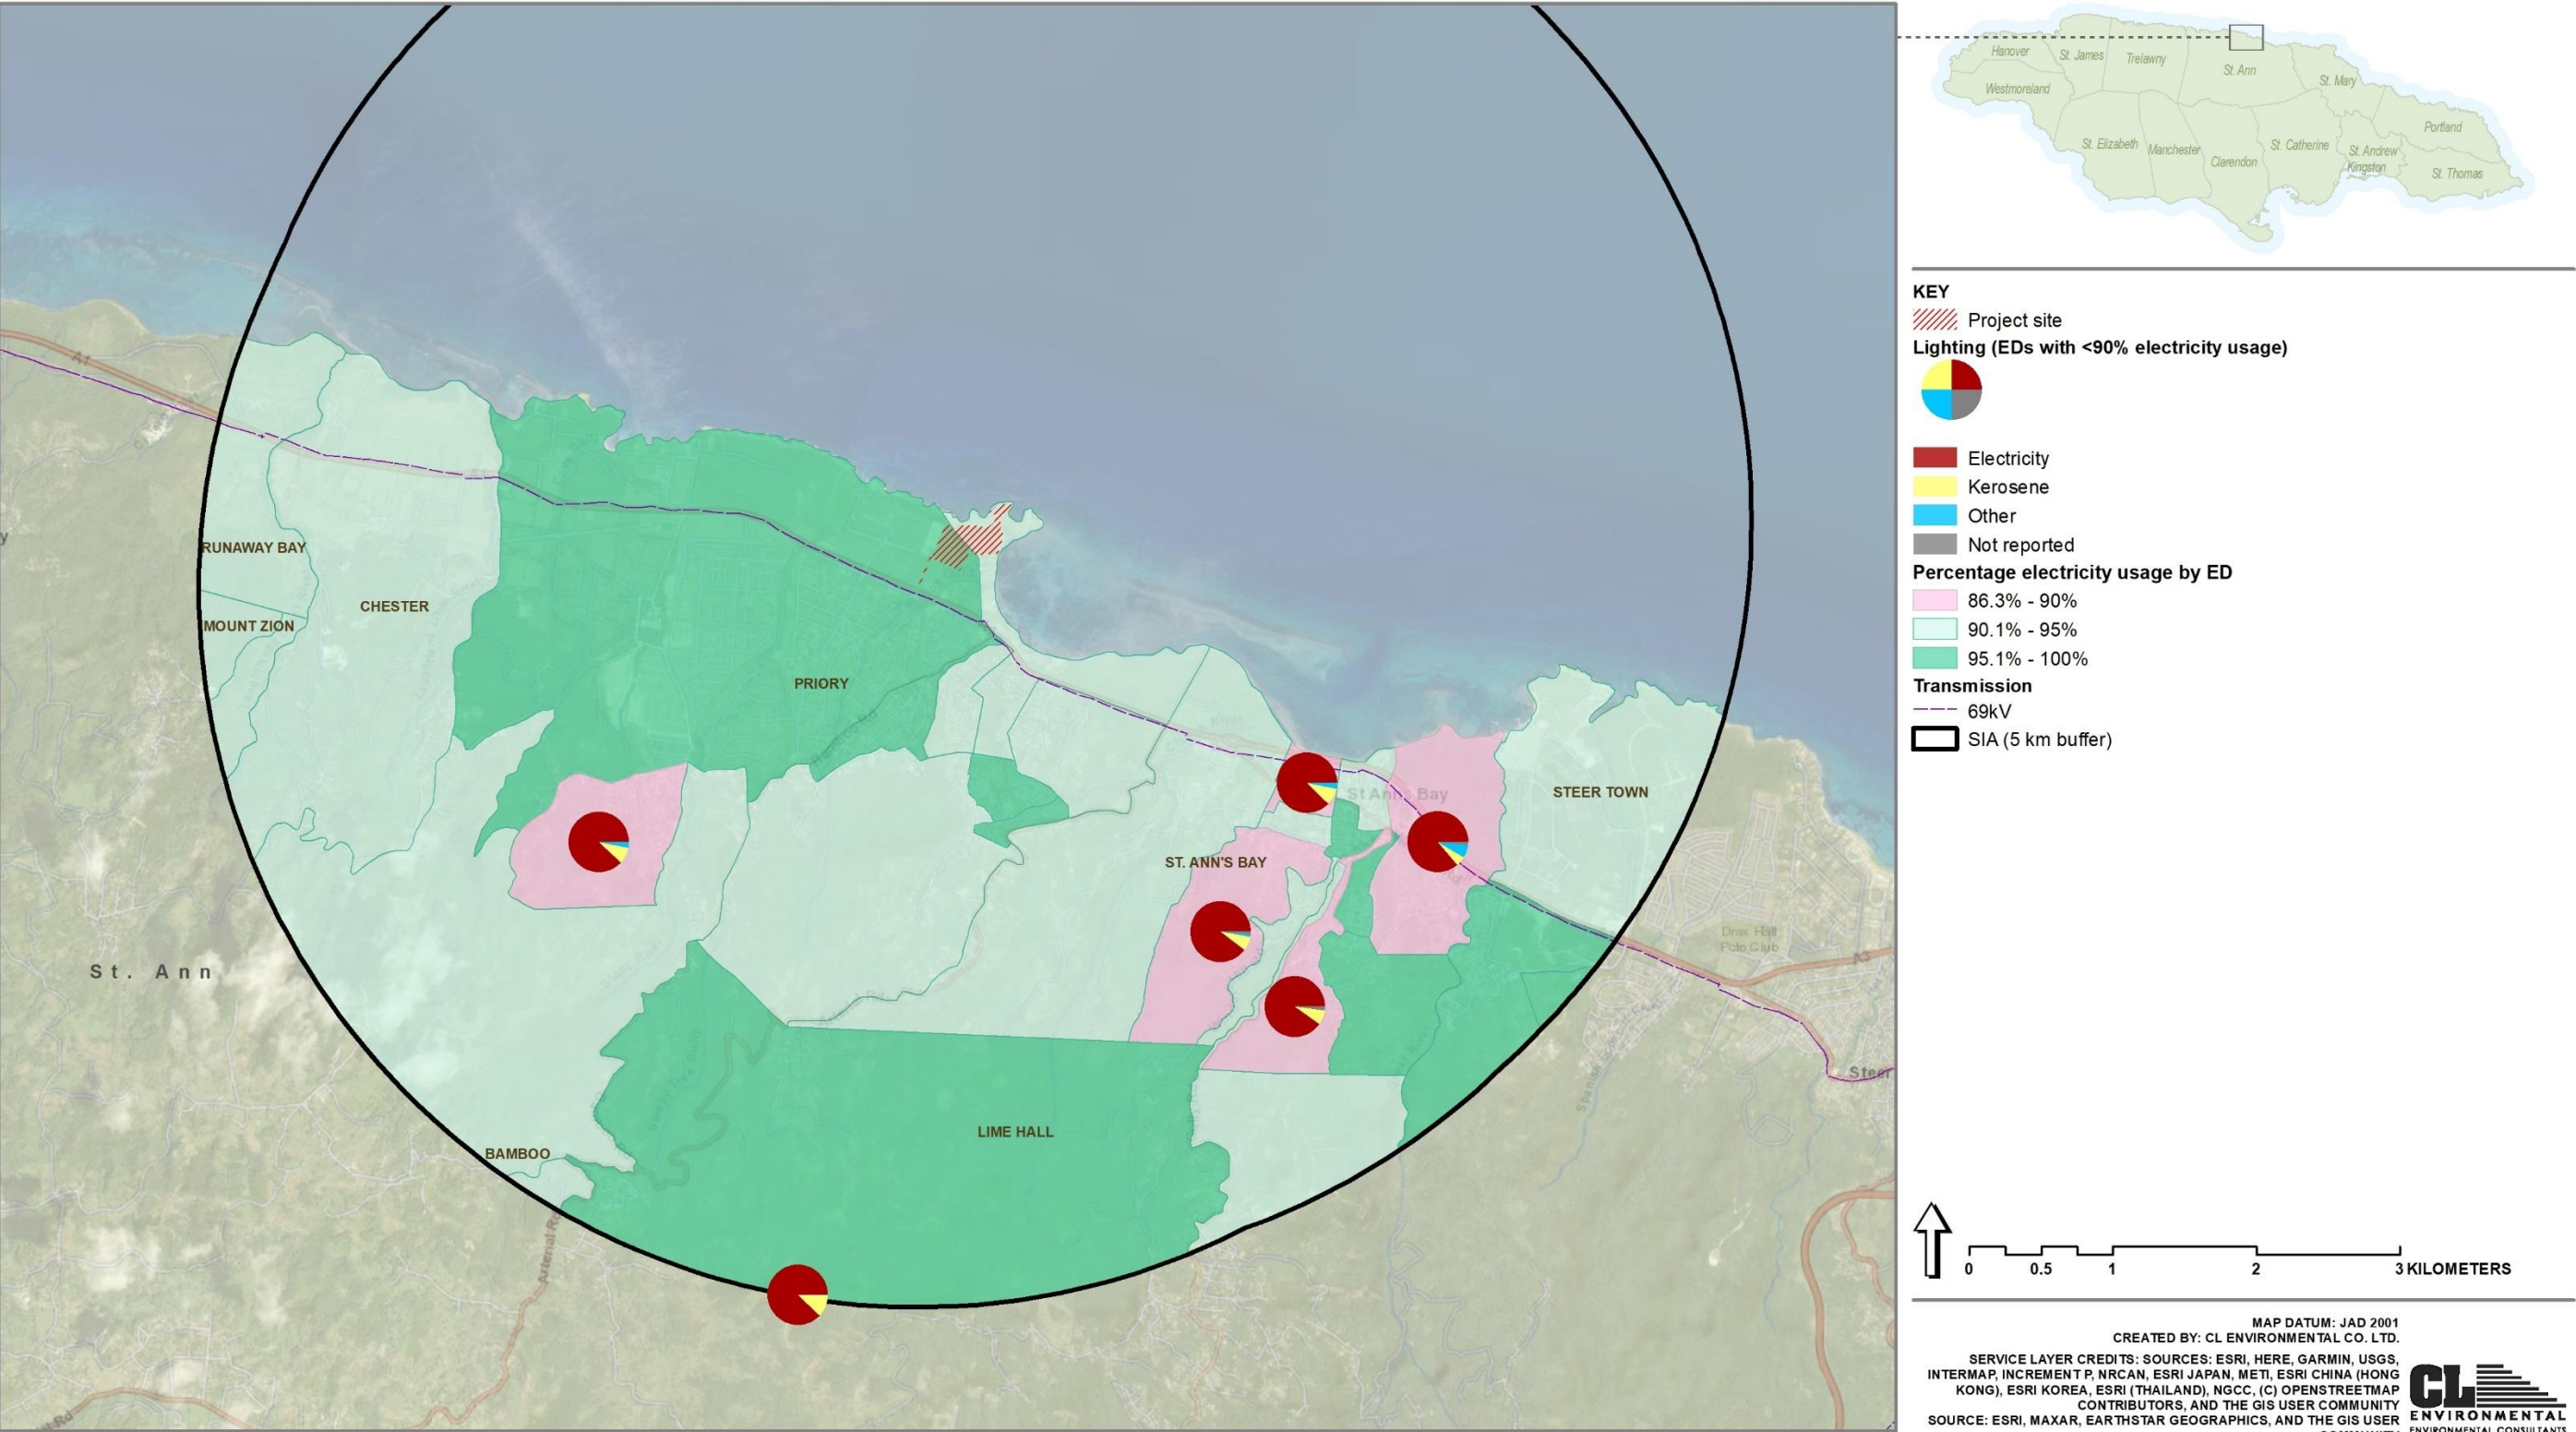 A1
RUNAWAY BAY
MOUNT ZION
CHESTER
PRIORY
STEER TOWN
St Ann's Bay
ST. ANN'S BAY
Drax Hall
Polo Club
A3
St. Ann
Steer
LIME HALL
BAMBOO
Arterial Rd
Rd
Hanover
St. James
Trelawny
St. Ann
St. Mary
Westmoreland
Portland
St. Elizabeth
Manchester
Clarendon
St. Catherine
St. Andrew
Kingston
St. Thomas
KEY
Project site
Lighting (EDs with <90% electricity usage)
Electricity
Kerosene
Other
Not reported
Percentage electricity usage by ED
86.3% - 90%
90.1% - 95%
95.1% - 100%
Transmission
69kV
SIA (5 km buffer)
0 0.5 1 2 3 KILOMETERS
MAP DATUM: JAD 2001
CREATED BY: CL ENVIRONMENTAL CO. LTD.
SERVICE LAYER CREDITS: SOURCES: ESRI, HERE, GARMIN, USGS,
INTERMAP, INCREMENT P, NRCAN, ESRI JAPAN, METI, ESRI CHINA (HONG
KONG), ESRI KOREA, ESRI (THAILAND), NGCC, (C) OPENSTREETMAP
CONTRIBUTORS, AND THE GIS USER COMMUNITY
SOURCE: ESRI, MAXAR, EARTHSTAR GEOGRAPHICS, AND THE GIS USER
CL
ENVIRONMENTAL
ENVIRONMENTAL CONSULTANTS